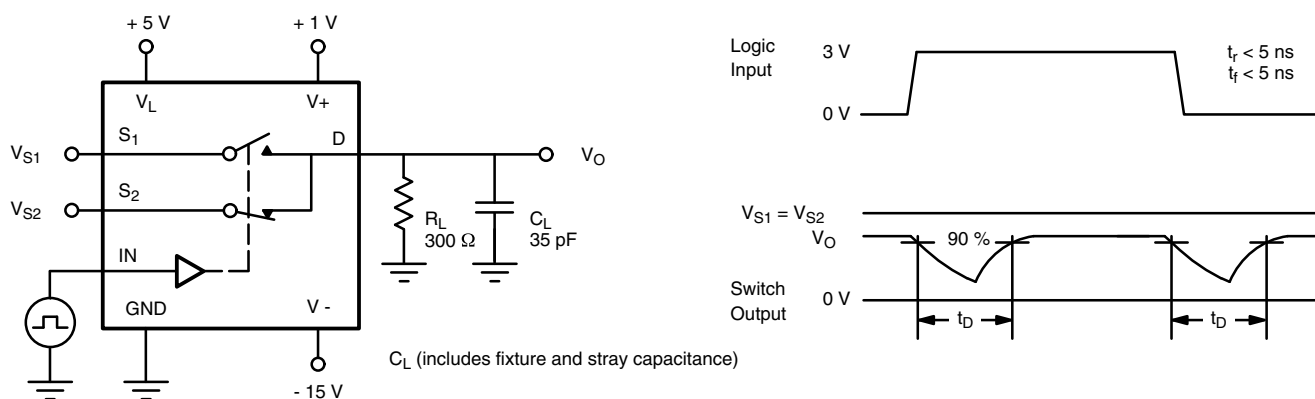 + 5 V
+ 1 V
V_L
V+
S₁
D
V_S1
V_O
S₂
V_S2
R_L
300 Ω
C_L
35 pF
IN
GND
V -
C_L (includes fixture and stray capacitance)
- 15 V
Logic
Input
3 V
0 V
t_r < 5 ns
t_f < 5 ns
V_S1 = V_S2
V_O
90 %
Switch
Output
0 V
t_D
t_D